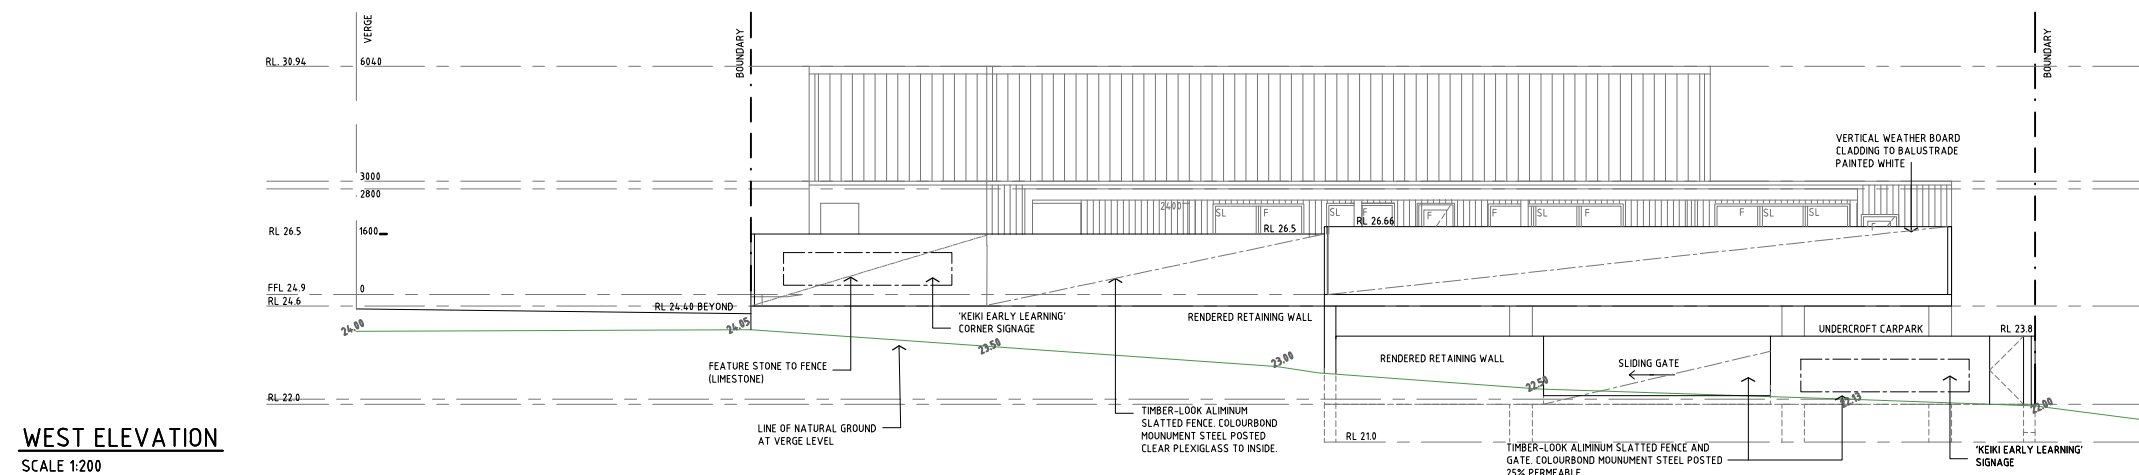 VERGE
BOUNDARY
BOUNDARY
RL. 30.94
6040
VERTICAL WEATHER BOARD
CLADDING TO BALUSTRADE
PAINTED WHITE
3000
2800
2400
SL
F
SL
F
F
F
SL
F
F
SL
SL
F
RL 26.66
RL 26.5
1600
RL 26.5
FFL 24.9
0
RL 24.6
RL 24.40 BEYOND
24.00
24.05
'KEIKI EARLY LEARNING'
CORNER SIGNAGE
RENDERED RETAINING WALL
UNDERCROFT CARPARK
RL 23.8
23.50
23.00
FEATURE STONE TO FENCE
(LIMESTONE)
RENDERED RETAINING WALL
SLIDING GATE
22.50
22.13
22.00
RL 22.0
LINE OF NATURAL GROUND
AT VERGE LEVEL
TIMBER-LOOK ALIMINUM
SLATTED FENCE. COLOURBOND
MOUNUMENT STEEL POSTED
CLEAR PLEXIGLASS TO INSIDE.
RL 21.0
TIMBER-LOOK ALIMINUM SLATTED FENCE AND
GATE. COLOURBOND MOUNUMENT STEEL POSTED
25% PERMEABLE
'KEIKI EARLY LEARNING'
SIGNAGE
WEST ELEVATION
SCALE 1:200